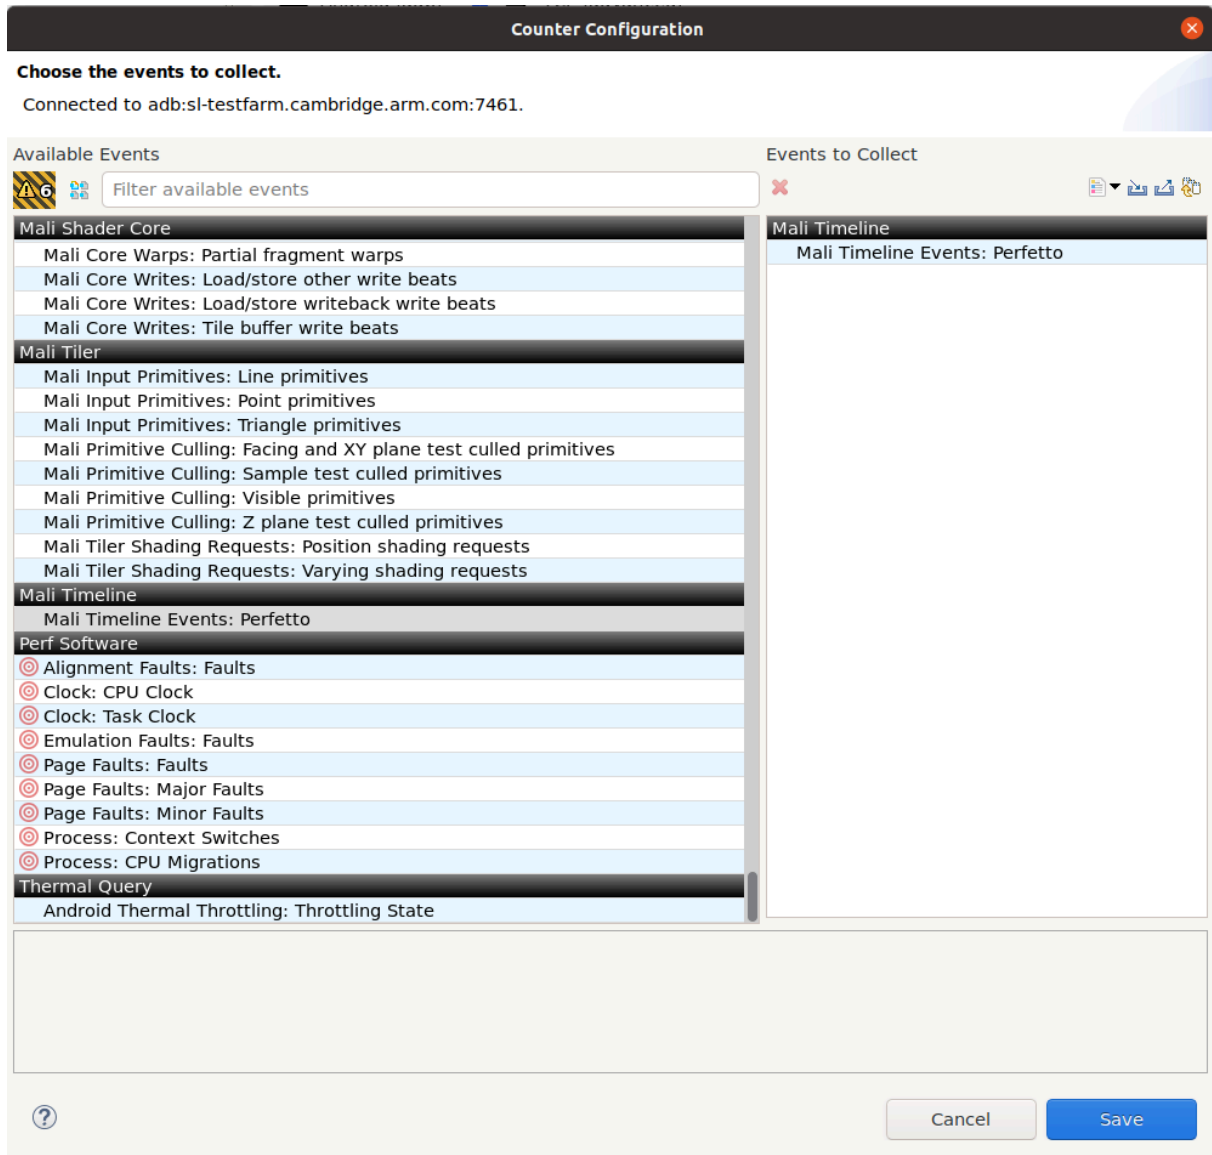 Counter Configuration
Choose the events to collect.
Connected to adb:sl-testfarm.cambridge.arm.com:7461.
Available Events
6
Filter available events
Mali Shader Core
Mali Core Warps: Partial fragment warps
Mali Core Writes: Load/store other write beats
Mali Core Writes: Load/store writeback write beats
Mali Core Writes: Tile buffer write beats
Mali Tiler
Mali Input Primitives: Line primitives
Mali Input Primitives: Point primitives
Mali Input Primitives: Triangle primitives
Mali Primitive Culling: Facing and XY plane test culled primitives
Mali Primitive Culling: Sample test culled primitives
Mali Primitive Culling: Visible primitives
Mali Primitive Culling: Z plane test culled primitives
Mali Tiler Shading Requests: Position shading requests
Mali Tiler Shading Requests: Varying shading requests
Mali Timeline
Mali Timeline Events: Perfetto
Perf Software
Alignment Faults: Faults
Clock: CPU Clock
Clock: Task Clock
Emulation Faults: Faults
Page Faults: Faults
Page Faults: Major Faults
Page Faults: Minor Faults
Process: Context Switches
Process: CPU Migrations
Thermal Query
Android Thermal Throttling: Throttling State
Events to Collect
Mali Timeline
Mali Timeline Events: Perfetto
?
Cancel
Save